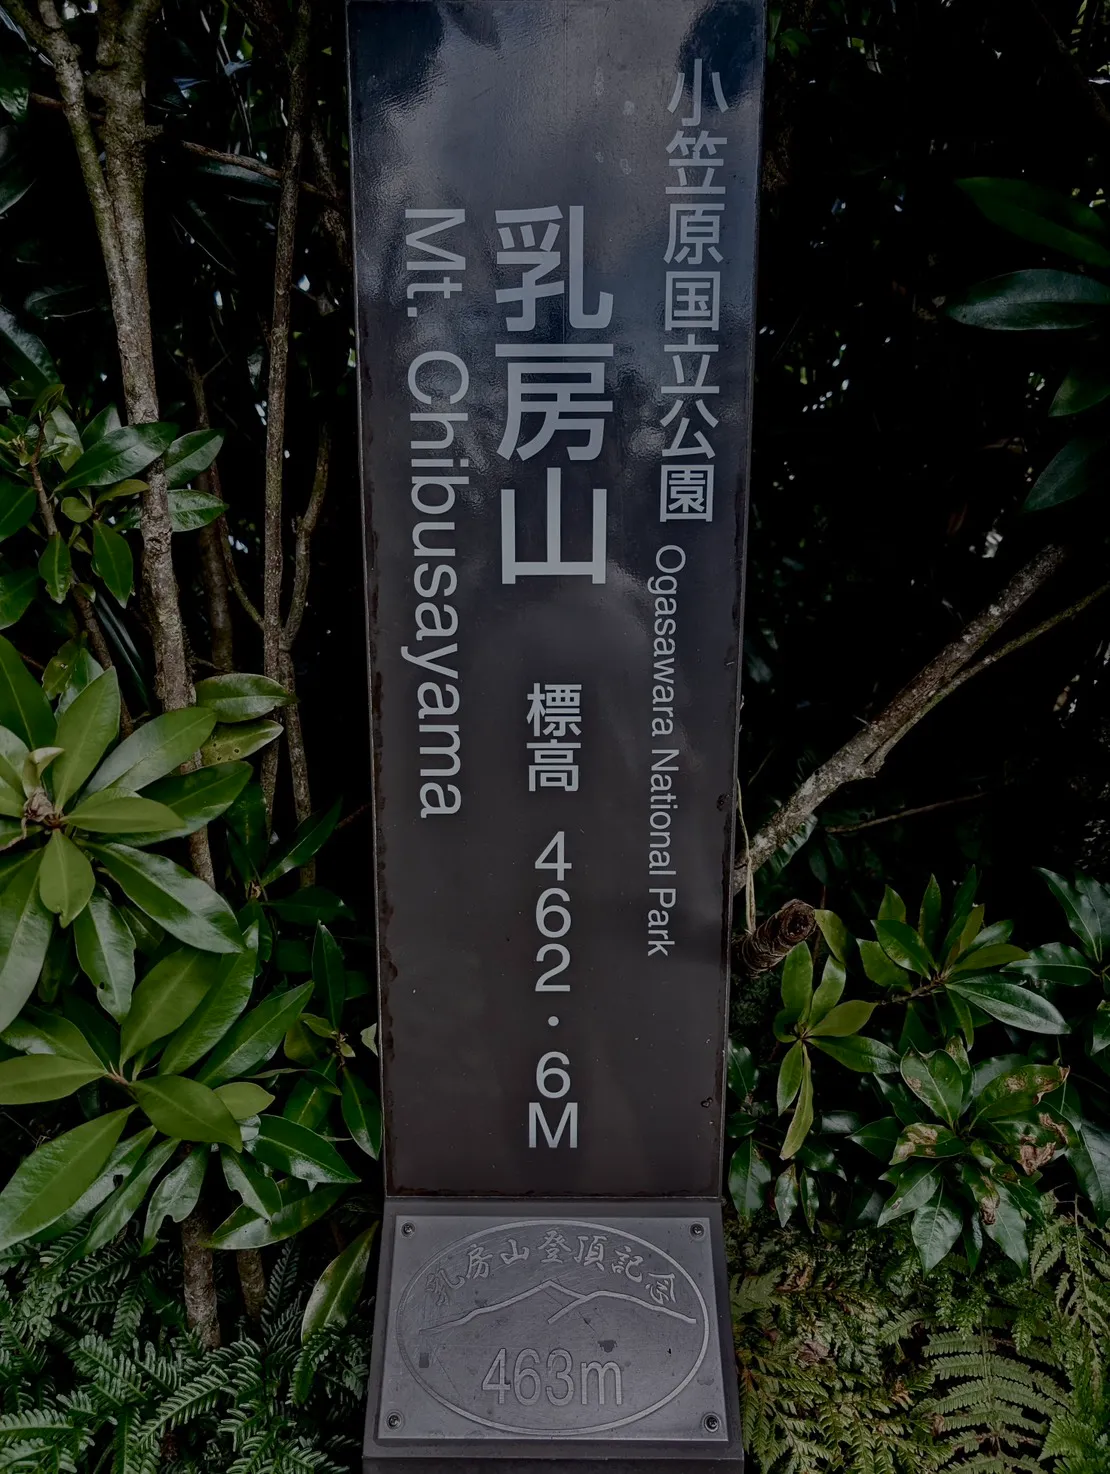 小笠原国立公園 Ogasawara National Park
乳房山 標高 462・6M
Mt. Chibusayama
乳房山登頂記念
463m